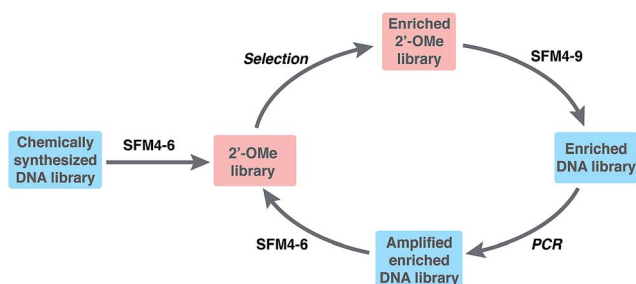 Chemically
synthesized
DNA library
SFM4-6
2'-OMe
library
Selection
Enriched
2'-OMe
library
SFM4-9
Enriched
DNA library
PCR
Amplified
enriched
DNA library
SFM4-6